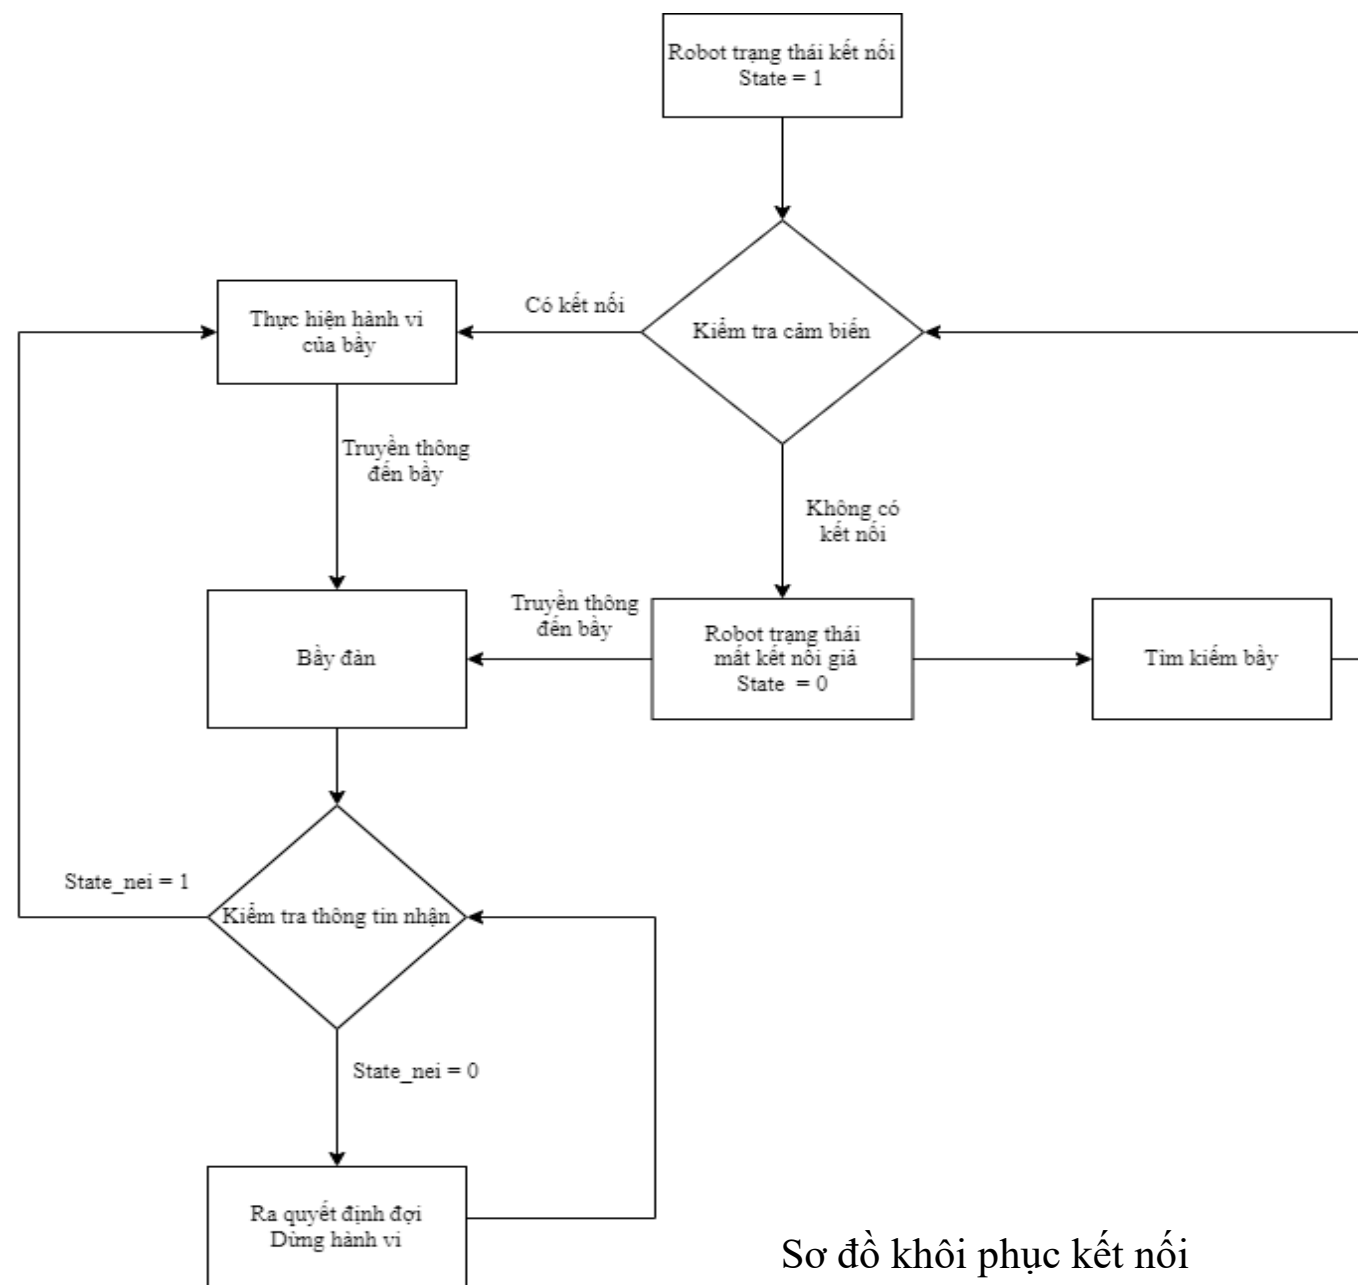 Robot trạng thái kết nối
State = 1
Có kết nối
Thực hiện hành vi
của bầy
Kiểm tra cảm biến
Truyền thông
đến bầy
Không có
kết nối
Truyền thông
đến bầy
Bầy đàn
Robot trạng thái
mất kết nối giả
State = 0
Tìm kiếm bầy
State_nei = 1
Kiểm tra thông tin nhận
State_nei = 0
Ra quyết định đợi
Dừng hành vi
Sơ đồ khôi phục kết nối